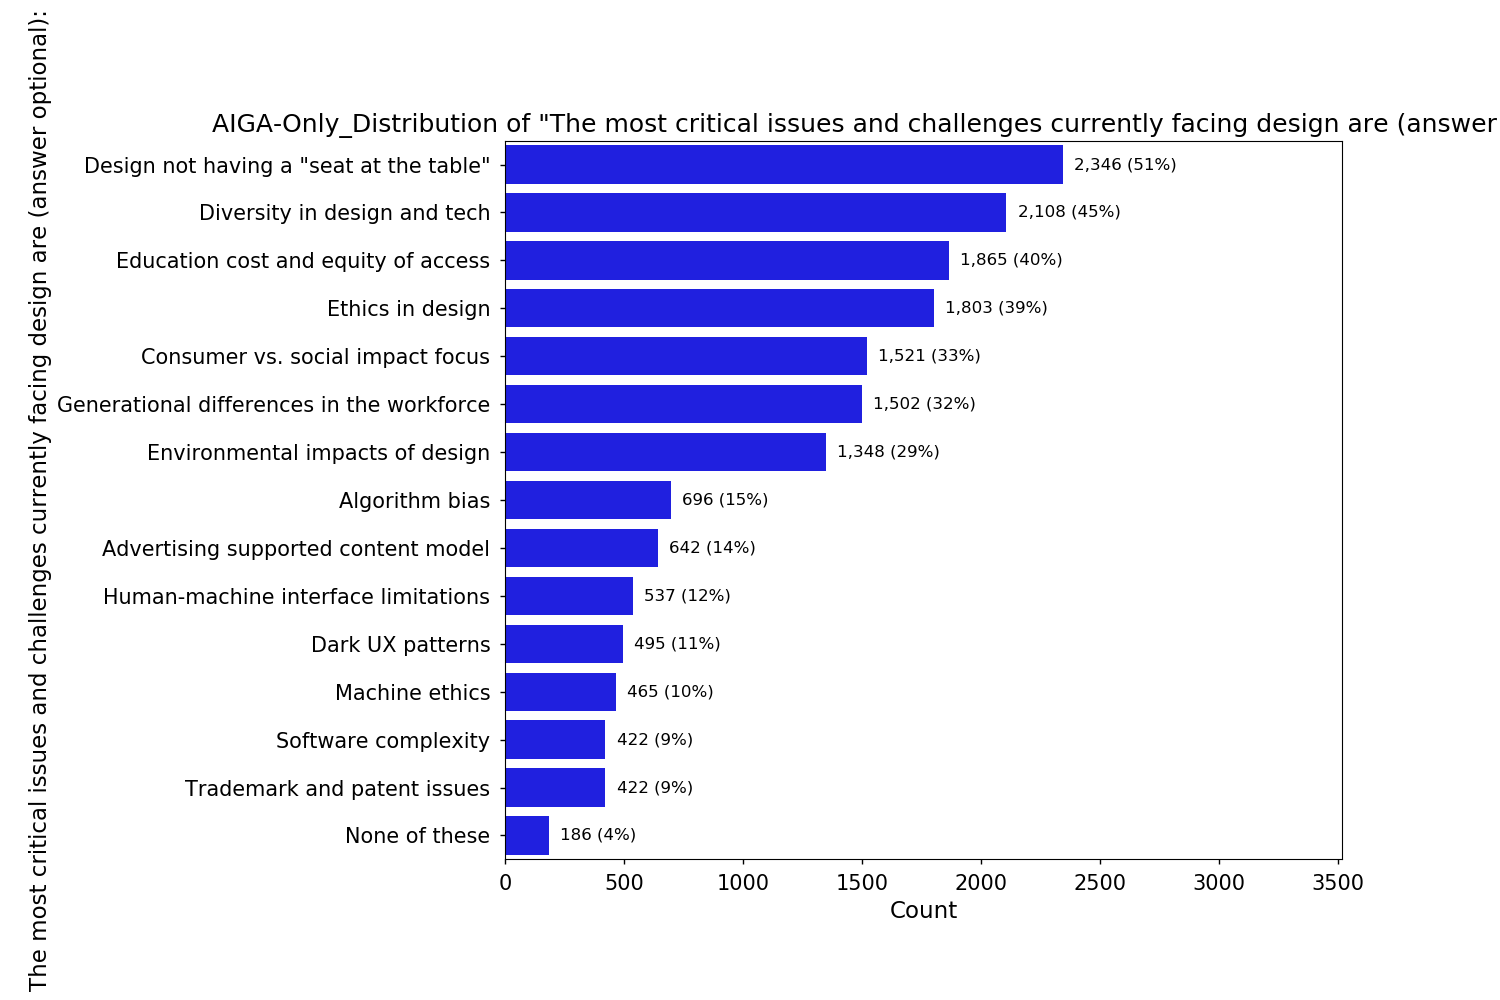 AIGA-Only_Distribution of "The most critical issues and challenges currently facing design are (answer
The most critical issues and challenges currently facing design are (answer optional):
Design not having a "seat at the table" 2,346 (51%)
Diversity in design and tech 2,108 (45%)
Education cost and equity of access 1,865 (40%)
Ethics in design 1,803 (39%)
Consumer vs. social impact focus 1,521 (33%)
Generational differences in the workforce 1,502 (32%)
Environmental impacts of design 1,348 (29%)
Algorithm bias 696 (15%)
Advertising supported content model 642 (14%)
Human-machine interface limitations 537 (12%)
Dark UX patterns 495 (11%)
Machine ethics 465 (10%)
Software complexity 422 (9%)
Trademark and patent issues 422 (9%)
None of these 186 (4%)
0 500 1000 1500 2000 2500 3000 3500
Count